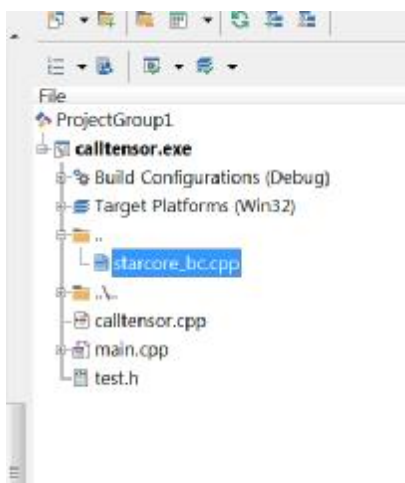 File
ProjectGroup1
calltensor.exe
Build Configurations (Debug)
Target Platforms (Win32)
..
starcore_bc.cpp
..\..
calltensor.cpp
main.cpp
test.h